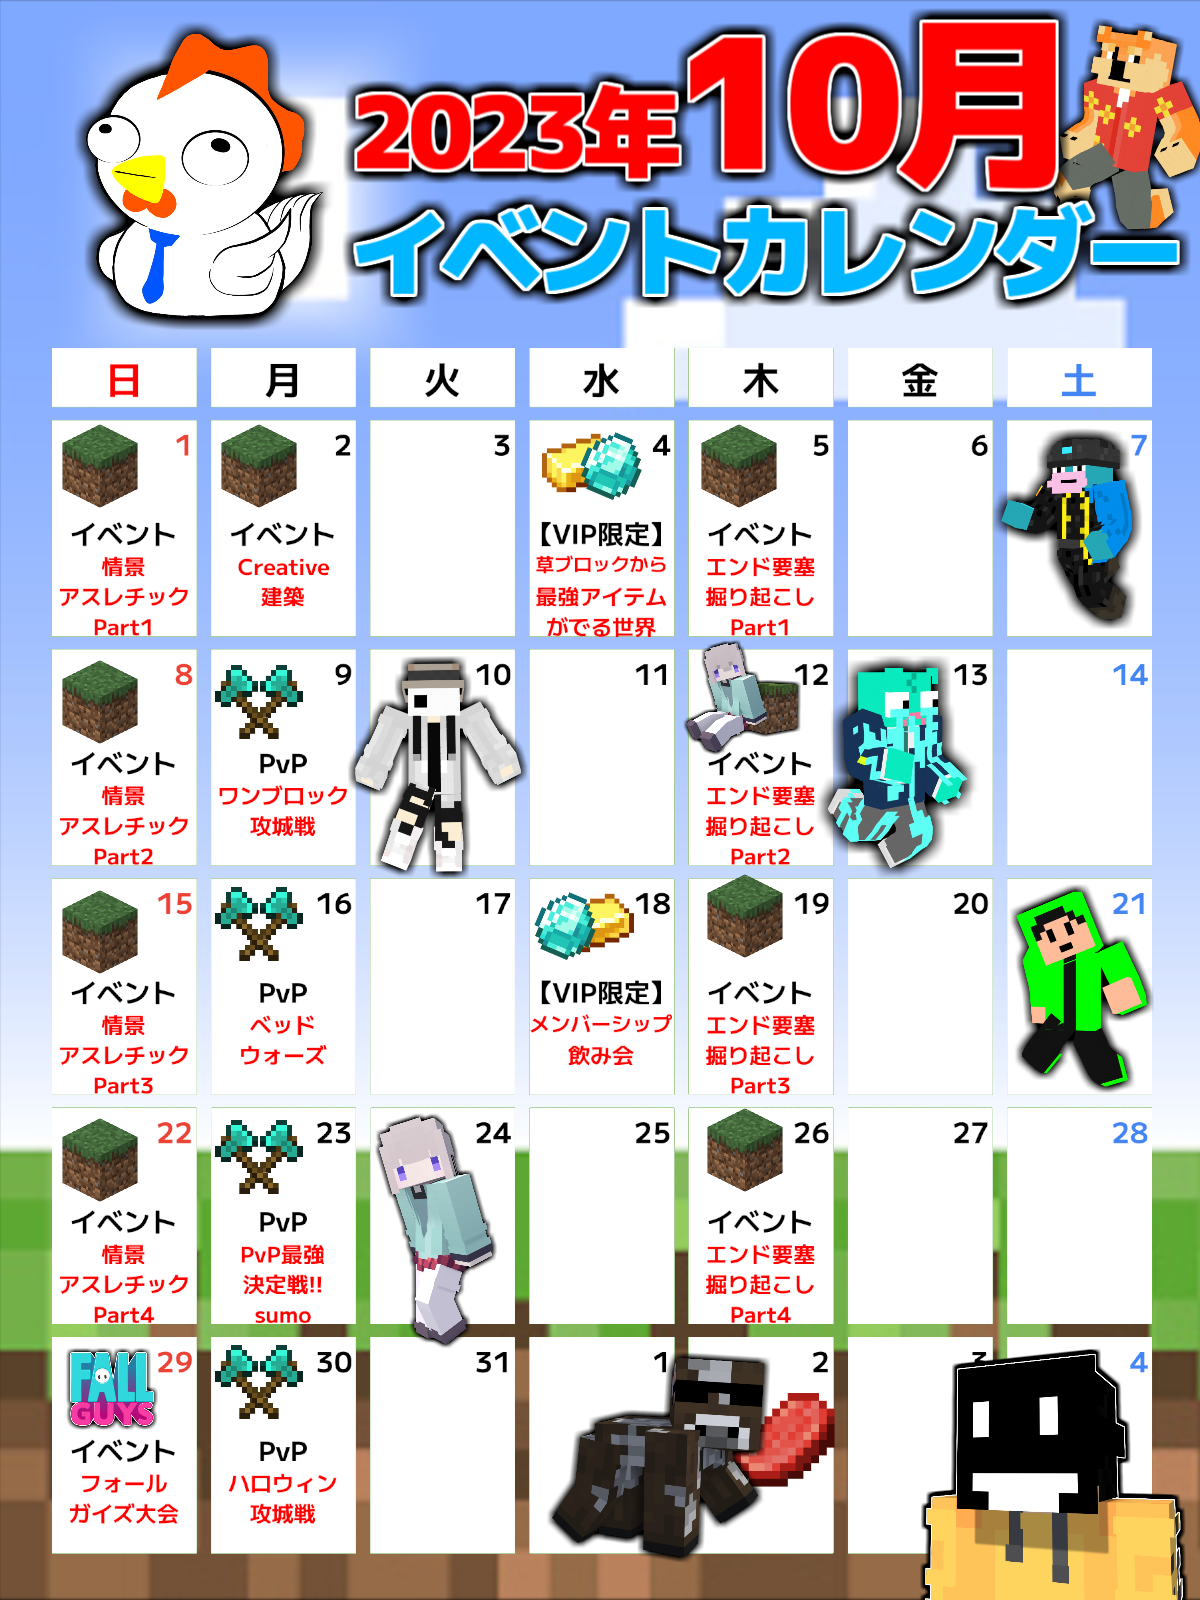 2023年10月
イベントカレンダー
日 月 火 水 木 金 土
1 2 3 4 5 6 7
イベント
情景
アスレチック
Part1
イベント
Creative
建築
【VIP限定】
草ブロックから
最強アイテム
がでる世界
イベント
エンド要塞
掘り起こし
Part1
8 9 10 11 12 13 14
イベント
情景
アスレチック
Part2
PvP
ワンブロック
攻城戦
イベント
エンド要塞
掘り起こし
Part2
15 16 17 18 19 20 21
イベント
情景
アスレチック
Part3
PvP
ベッド
ウォーズ
【VIP限定】
メンバーシップ
飲み会
イベント
エンド要塞
掘り起こし
Part3
22 23 24 25 26 27 28
イベント
情景
アスレチック
Part4
PvP
PvP最強
決定戦!!
sumo
イベント
エンド要塞
掘り起こし
Part4
29 30 31 1 2 3 4
FALL
GUYS
イベント
フォール
ガイズ大会
PvP
ハロウィン
攻城戦